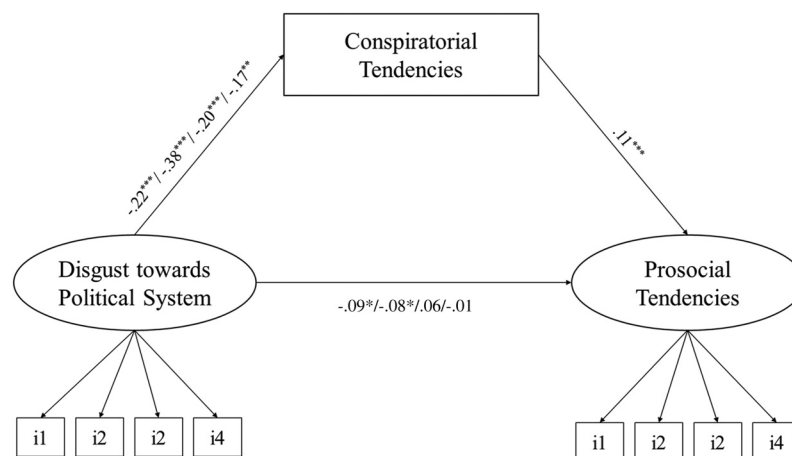 Conspiratorial
Tendencies
-.22***/ -.38***/ -.20***/ -.17**
.11***
Disgust towards
Political System
Prosocial
Tendencies
-.09*/-.08*/.06/-.01
i1 i2 i2 i4
i1 i2 i2 i4